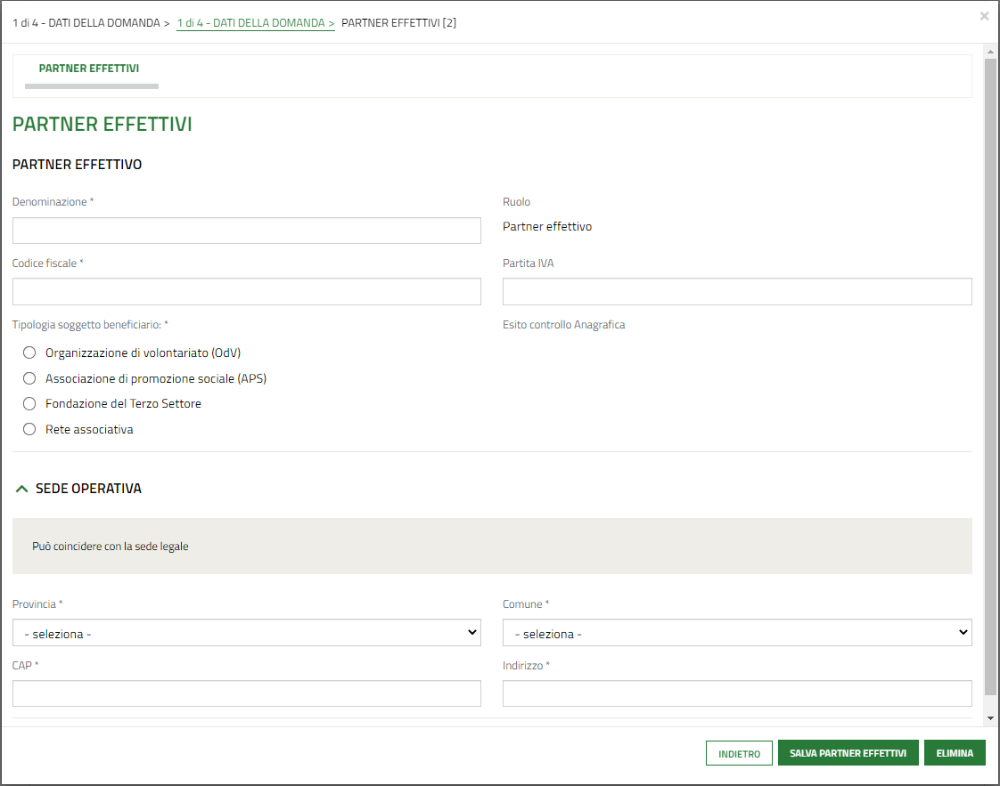 1 di 4 - DATI DELLA DOMANDA > 1 di 4 - DATI DELLA DOMANDA > PARTNER EFFETTIVI [2]
PARTNER EFFETTIVI
PARTNER EFFETTIVI
PARTNER EFFETTIVO
Denominazione * Ruolo
Partner effettivo
Codice fiscale * Partita IVA
Tipologia soggetto beneficiario: * Esito controllo Anagrafica
Organizzazione di volontariato (OdV)
Associazione di promozione sociale (APS)
Fondazione del Terzo Settore
Rete associativa
SEDE OPERATIVA
Può coincidere con la sede legale
Provincia * Comune *
- seleziona - - seleziona -
CAP * Indirizzo *
INDIETRO SALVA PARTNER EFFETTIVI ELIMINA